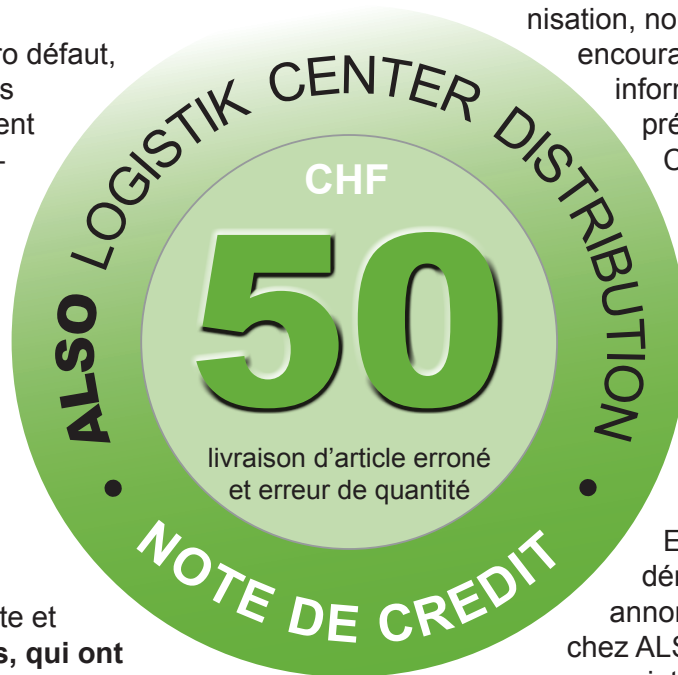 ro défaut,
s
ent
-
nisation, no
encoura
inform
pré
C
ALSO LOGISTIK CENTER DISTRIBUTION
CHF
50
livraison d'article erroné
et erreur de quantité
• NOTE DE CREDIT •
te et
s, qui ont
E
dér
annon
chez ALS